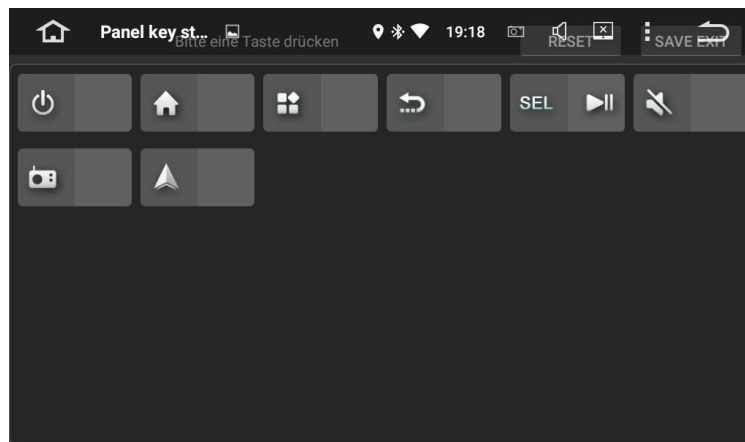 Panel key st...
19:18
Bitte eine Taste drücken
RESET
SAVE EXIT
SEL